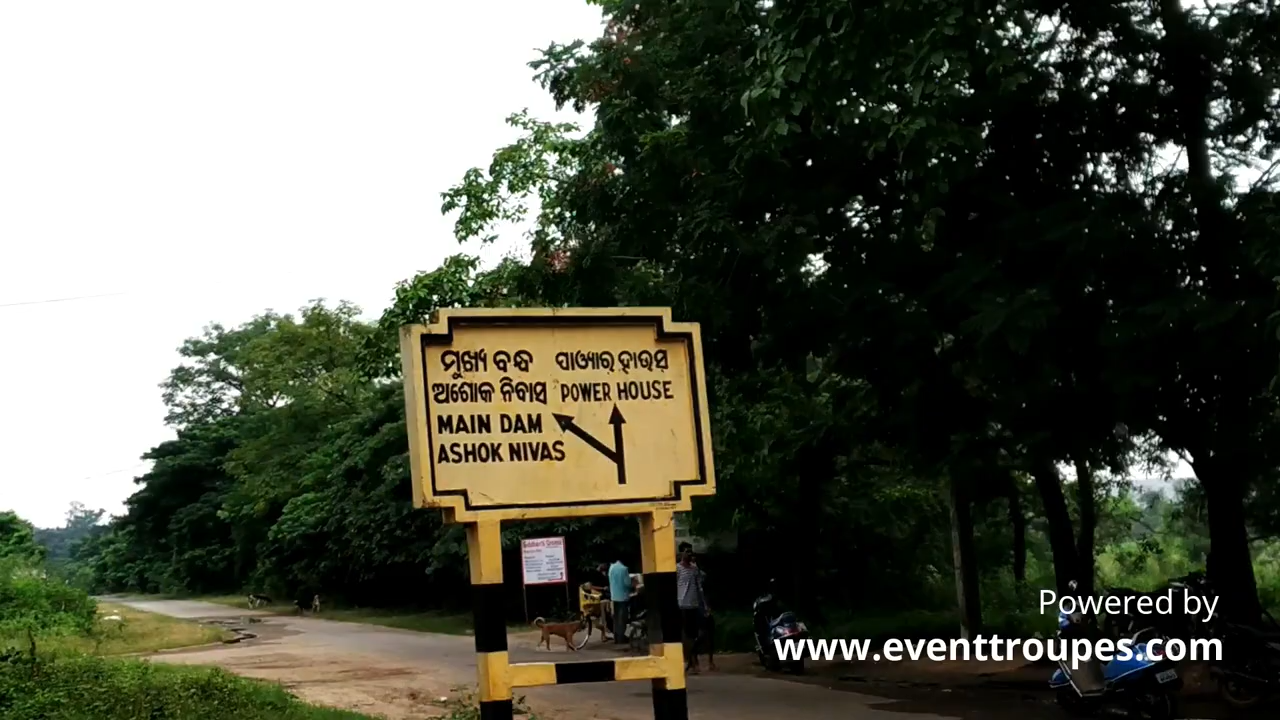 ମୁଖ୍ୟ ବନ୍ଧ ପାଓ୍ୱାର ହାଉସ୍
ଅଶୋକ ନିବାସ POWER HOUSE
MAIN DAM
ASHOK NIVAS
Powered by
www.eventtroupes.com